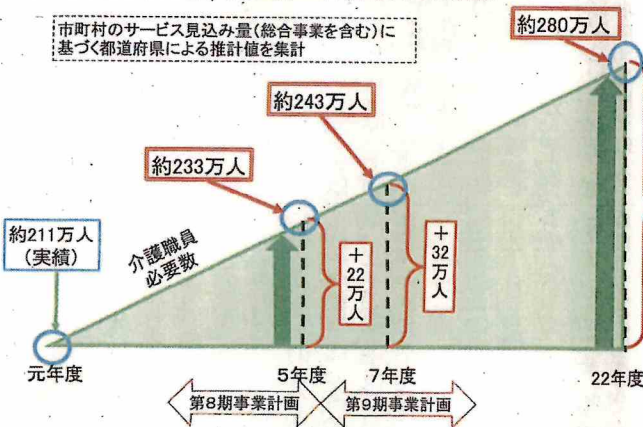 市町村のサービス見込み量(総合事業を含む)に
基づく都道府県による推計値を集計
約280万人
約243万人
約233万人
約211万人
(実績)
介護職員
必要数
+22万人
+32万人
元年度
5年度
7年度
22年度
第8期事業計画
第9期事業計画